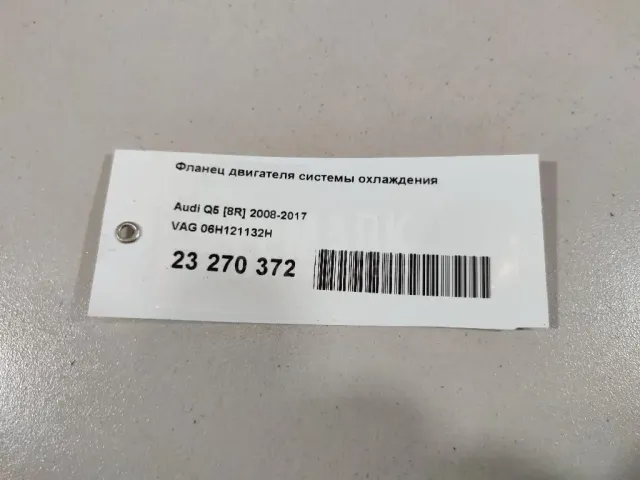 Фланец двигателя системы охлаждения
Audi Q5 [8R] 2008-2017
VAG 06H121132H
23 270 372